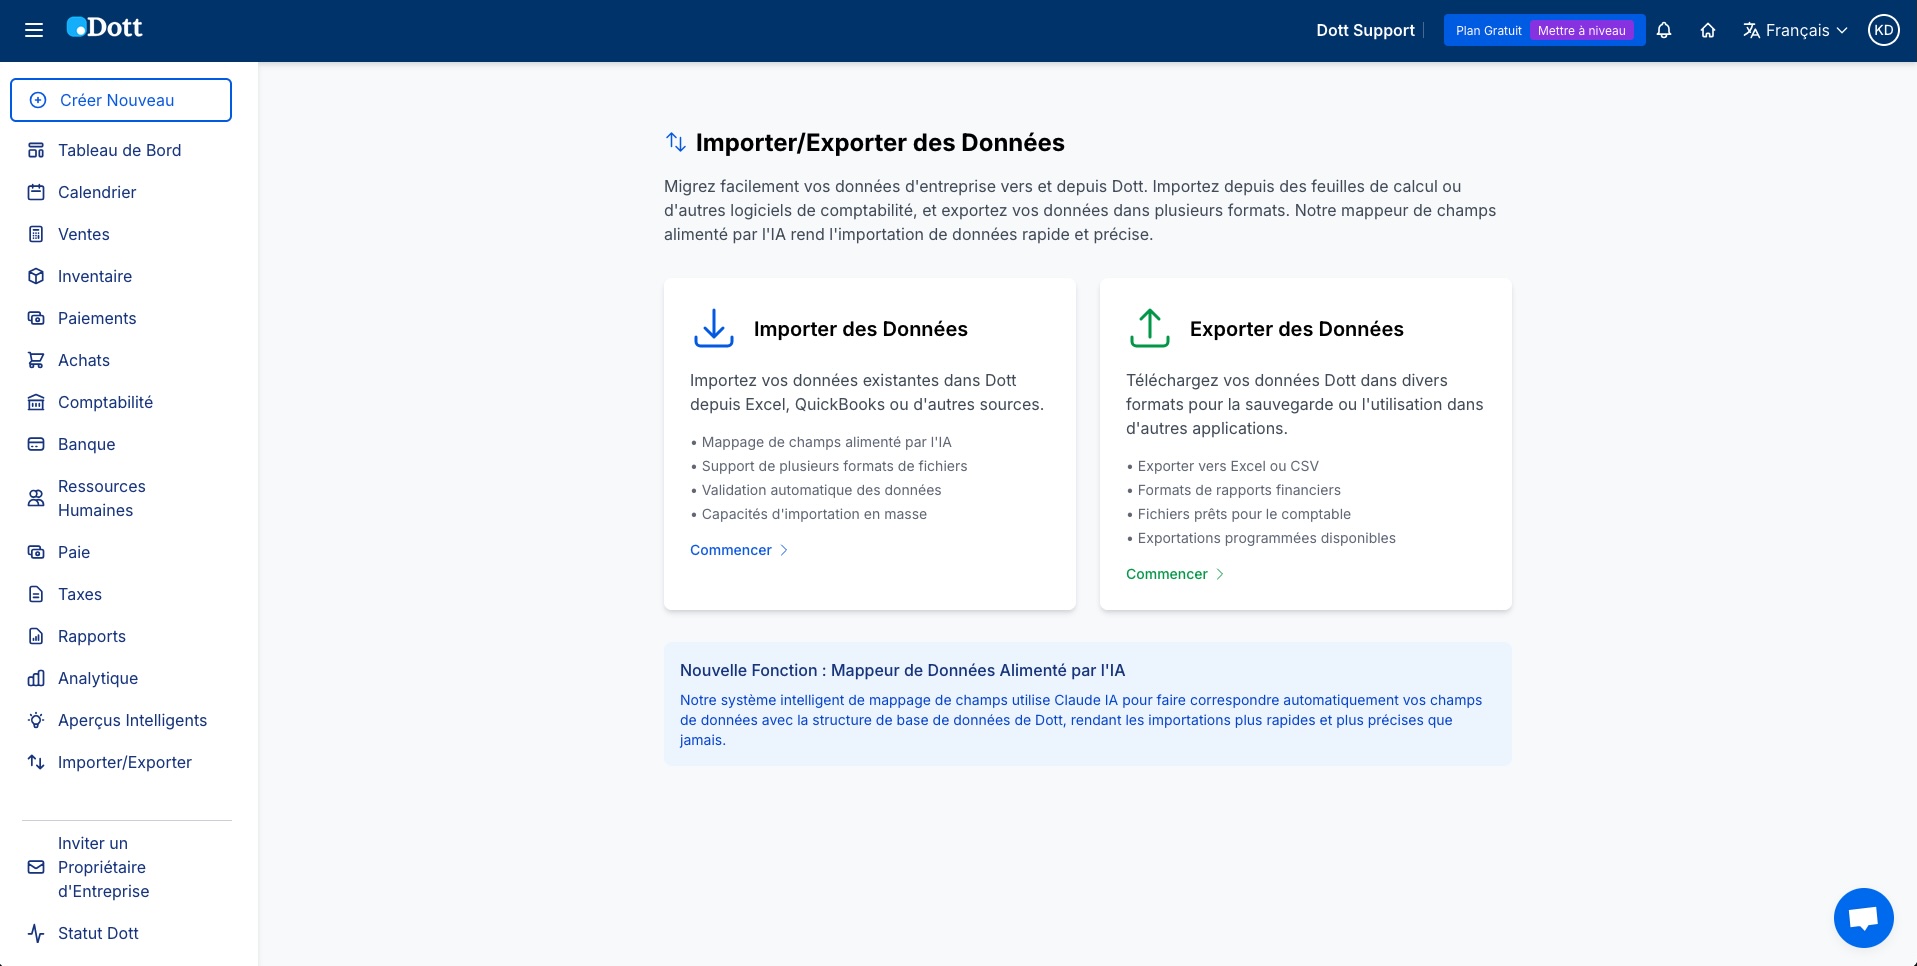 Dott
Dott Support
Plan Gratuit
Mettre à niveau
Français
KD
Créer Nouveau
Tableau de Bord
Calendrier
Ventes
Inventaire
Paiements
Achats
Comptabilité
Banque
Ressources
Humaines
Paie
Taxes
Rapports
Analytique
Aperçus Intelligents
Importer/Exporter
Inviter un
Propriétaire
d'Entreprise
Statut Dott
Importer/Exporter des Données
Migrez facilement vos données d'entreprise vers et depuis Dott. Importez depuis des feuilles de calcul ou
d'autres logiciels de comptabilité, et exportez vos données dans plusieurs formats. Notre mappeur de champs
alimenté par l'IA rend l'importation de données rapide et précise.
Importer des Données
Importez vos données existantes dans Dott
depuis Excel, QuickBooks ou d'autres sources.
• Mappage de champs alimenté par l'IA
• Support de plusieurs formats de fichiers
• Validation automatique des données
• Capacités d'importation en masse
Commencer
Exporter des Données
Téléchargez vos données Dott dans divers
formats pour la sauvegarde ou l'utilisation dans
d'autres applications.
• Exporter vers Excel ou CSV
• Formats de rapports financiers
• Fichiers prêts pour le comptable
• Exportations programmées disponibles
Commencer
Nouvelle Fonction : Mappeur de Données Alimenté par l'IA
Notre système intelligent de mappage de champs utilise Claude IA pour faire correspondre automatiquement vos champs
de données avec la structure de base de données de Dott, rendant les importations plus rapides et plus précises que
jamais.